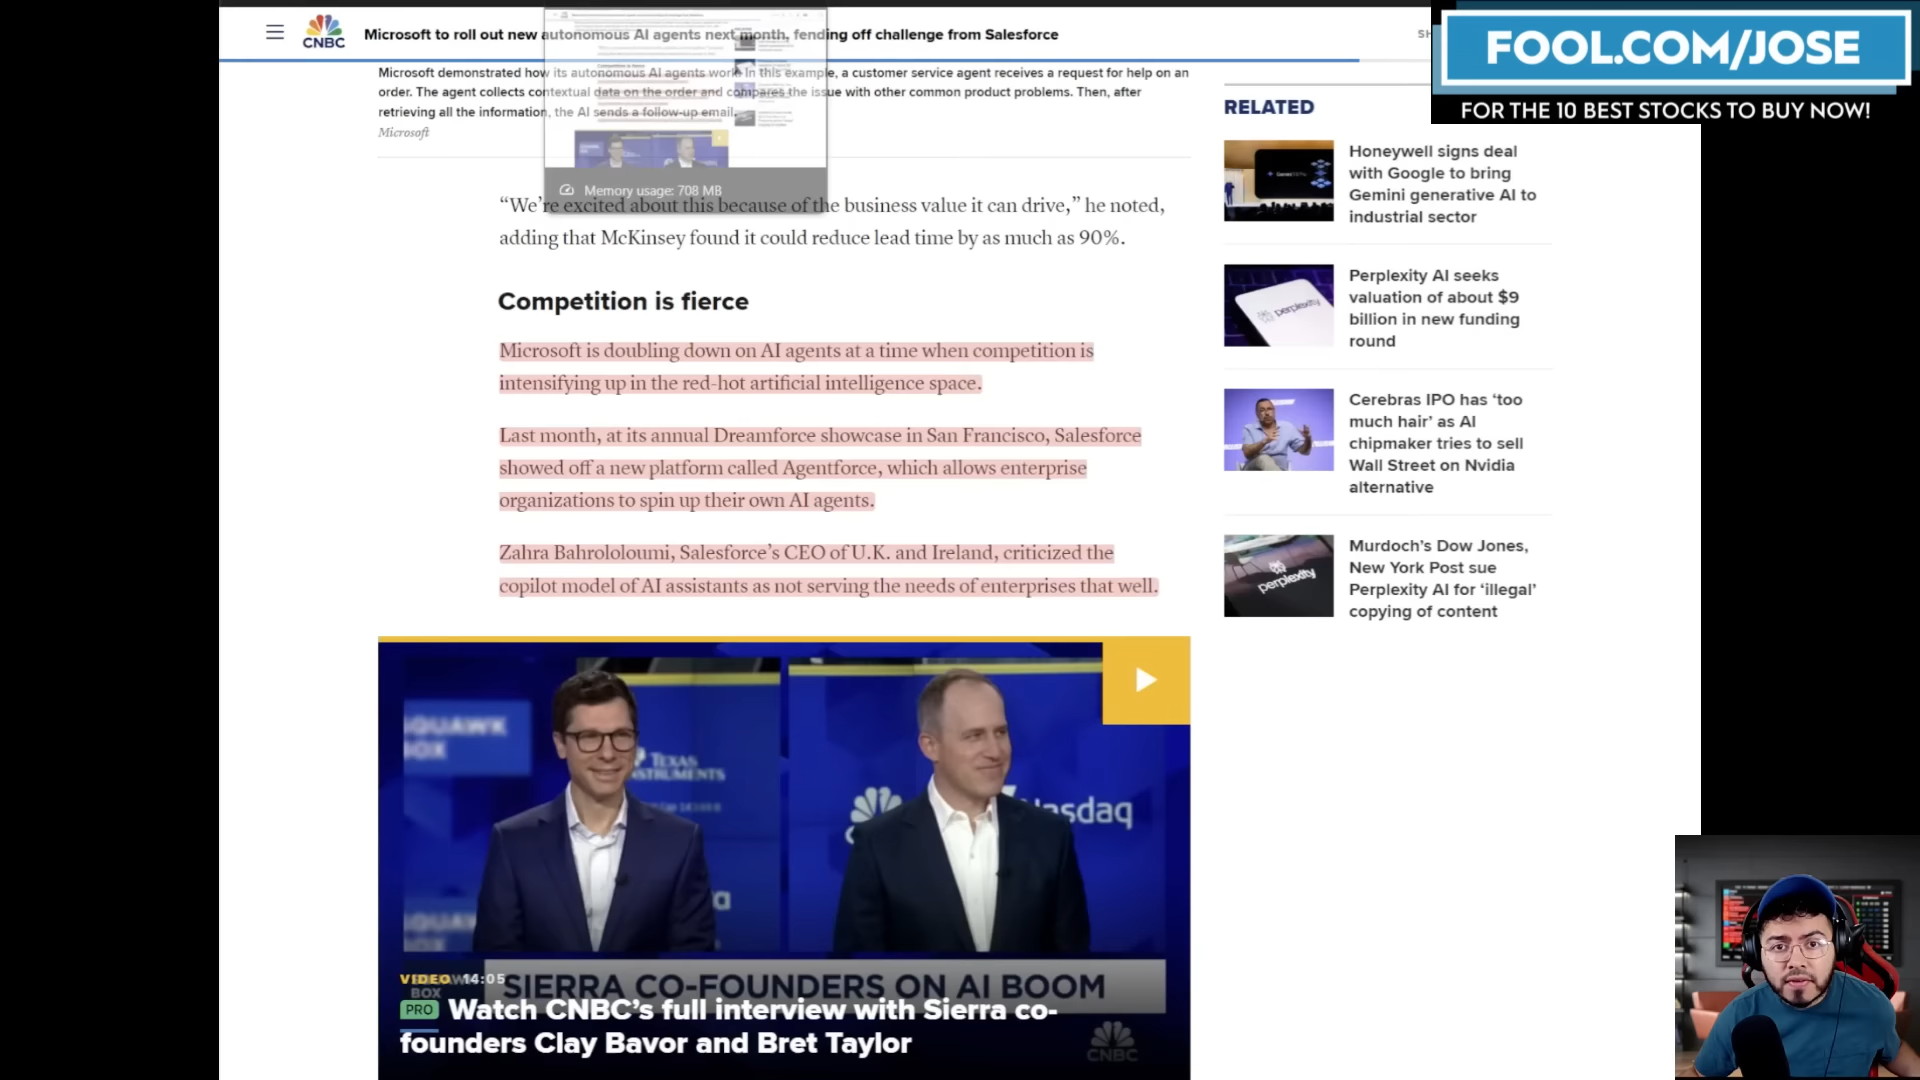 CNBC
Microsoft to roll out new autonomous AI agents next month, fending off challenge from Salesforce
SH
FOOL.COM/JOSE
FOR THE 10 BEST STOCKS TO BUY NOW!
Microsoft demonstrated how its autonomous AI agents work. In this example, a customer service agent receives a request for help on an
order. The agent collects contextual data on the order and compares the issue with other common product problems. Then, after
retrieving all the information, the AI sends a follow-up email.
Microsoft
Memory usage: 708 MB
“We’re excited about this because of the business value it can drive,” he noted,
adding that McKinsey found it could reduce lead time by as much as 90%.
Competition is fierce
Microsoft is doubling down on AI agents at a time when competition is
intensifying up in the red-hot artificial intelligence space.
Last month, at its annual Dreamforce showcase in San Francisco, Salesforce
showed off a new platform called Agentforce, which allows enterprise
organizations to spin up their own AI agents.
Zahra Bahrololoumi, Salesforce’s CEO of U.K. and Ireland, criticized the
copilot model of AI assistants as not serving the needs of enterprises that well.
SQUAWK
BOX
TEXAS
INSTRUMENTS
Nasdaq
SQUAWK
BOX
VIDEO 14:05
BOX
SIERRA CO-FOUNDERS ON AI BOOM
PRO Watch CNBC’s full interview with Sierra co-
founders Clay Bavor and Bret Taylor
CNBC
RELATED
Honeywell signs deal
with Google to bring
Gemini generative AI to
industrial sector
perplexity
Perplexity AI seeks
valuation of about $9
billion in new funding
round
Cerebras IPO has ‘too
much hair’ as AI
chipmaker tries to sell
Wall Street on Nvidia
alternative
perplexity
Murdoch’s Dow Jones,
New York Post sue
Perplexity AI for ‘illegal’
copying of content